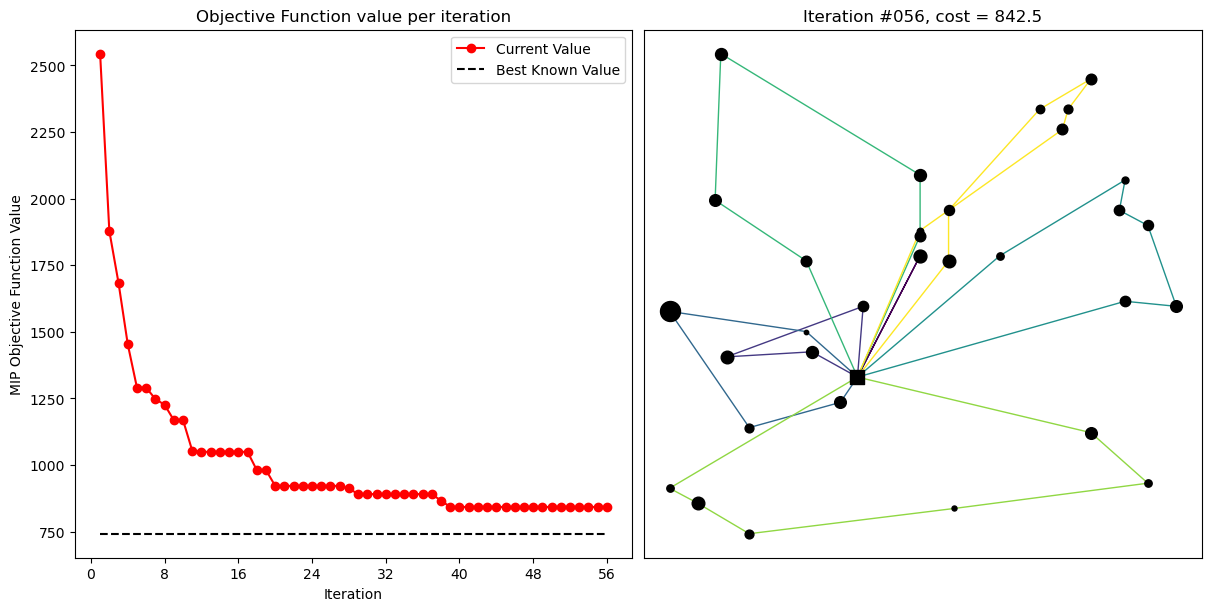 Objective Function value per iteration
Current Value
Best Known Value
MIP Objective Function Value
2500
2250
2000
1750
1500
1250
1000
750
0 8 16 24 32 40 48 56
Iteration
Iteration #056, cost = 842.5